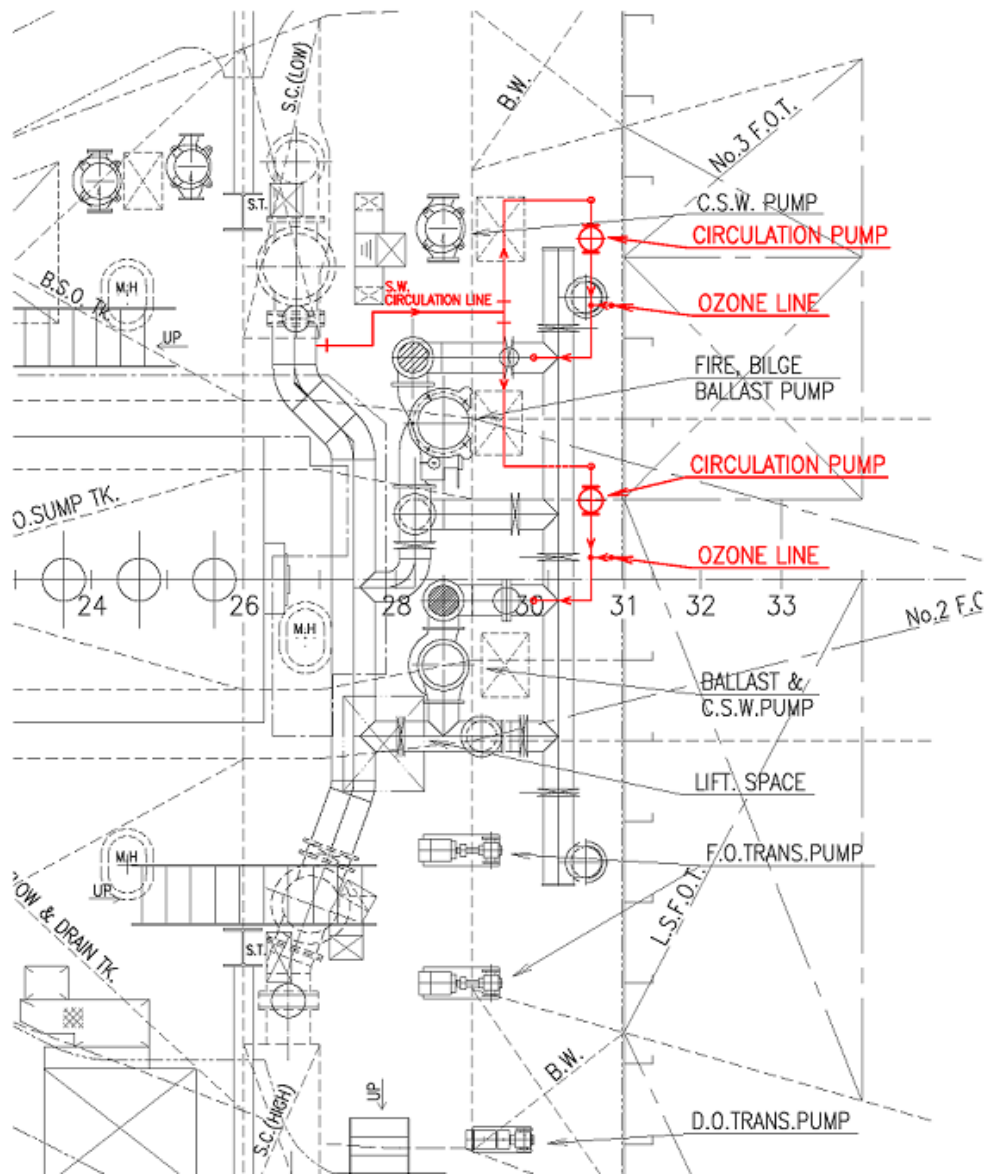 S.C.(LOW)
B.W.
No.3 F.O.T.
C.S.W. PUMP
S.T.
CIRCULATION PUMP
B.S.O. TK.
M.H
S.W.
CIRCULATION LINE
OZONE LINE
UP
FIRE, BILGE
BALLAST PUMP
CIRCULATION PUMP
O.SUMP TK.
OZONE LINE
24
26
28
30
31
32
33
No.2 F.O
M.H
BALLAST &
C.S.W.PUMP
LIFT. SPACE
M.H
F.O.TRANS.PUMP
UP
L.S.F.O.T.
OW & DRAIN TK.
S.T.
B.W.
UP
S.C.(HIGH)
D.O.TRANS.PUMP